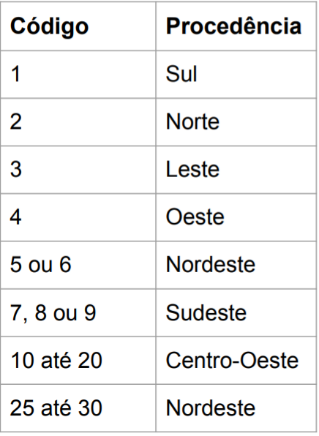 Código Procedência
1 Sul
2 Norte
3 Leste
4 Oeste
5 ou 6 Nordeste
7, 8 ou 9 Sudeste
10 até 20 Centro-Oeste
25 até 30 Nordeste